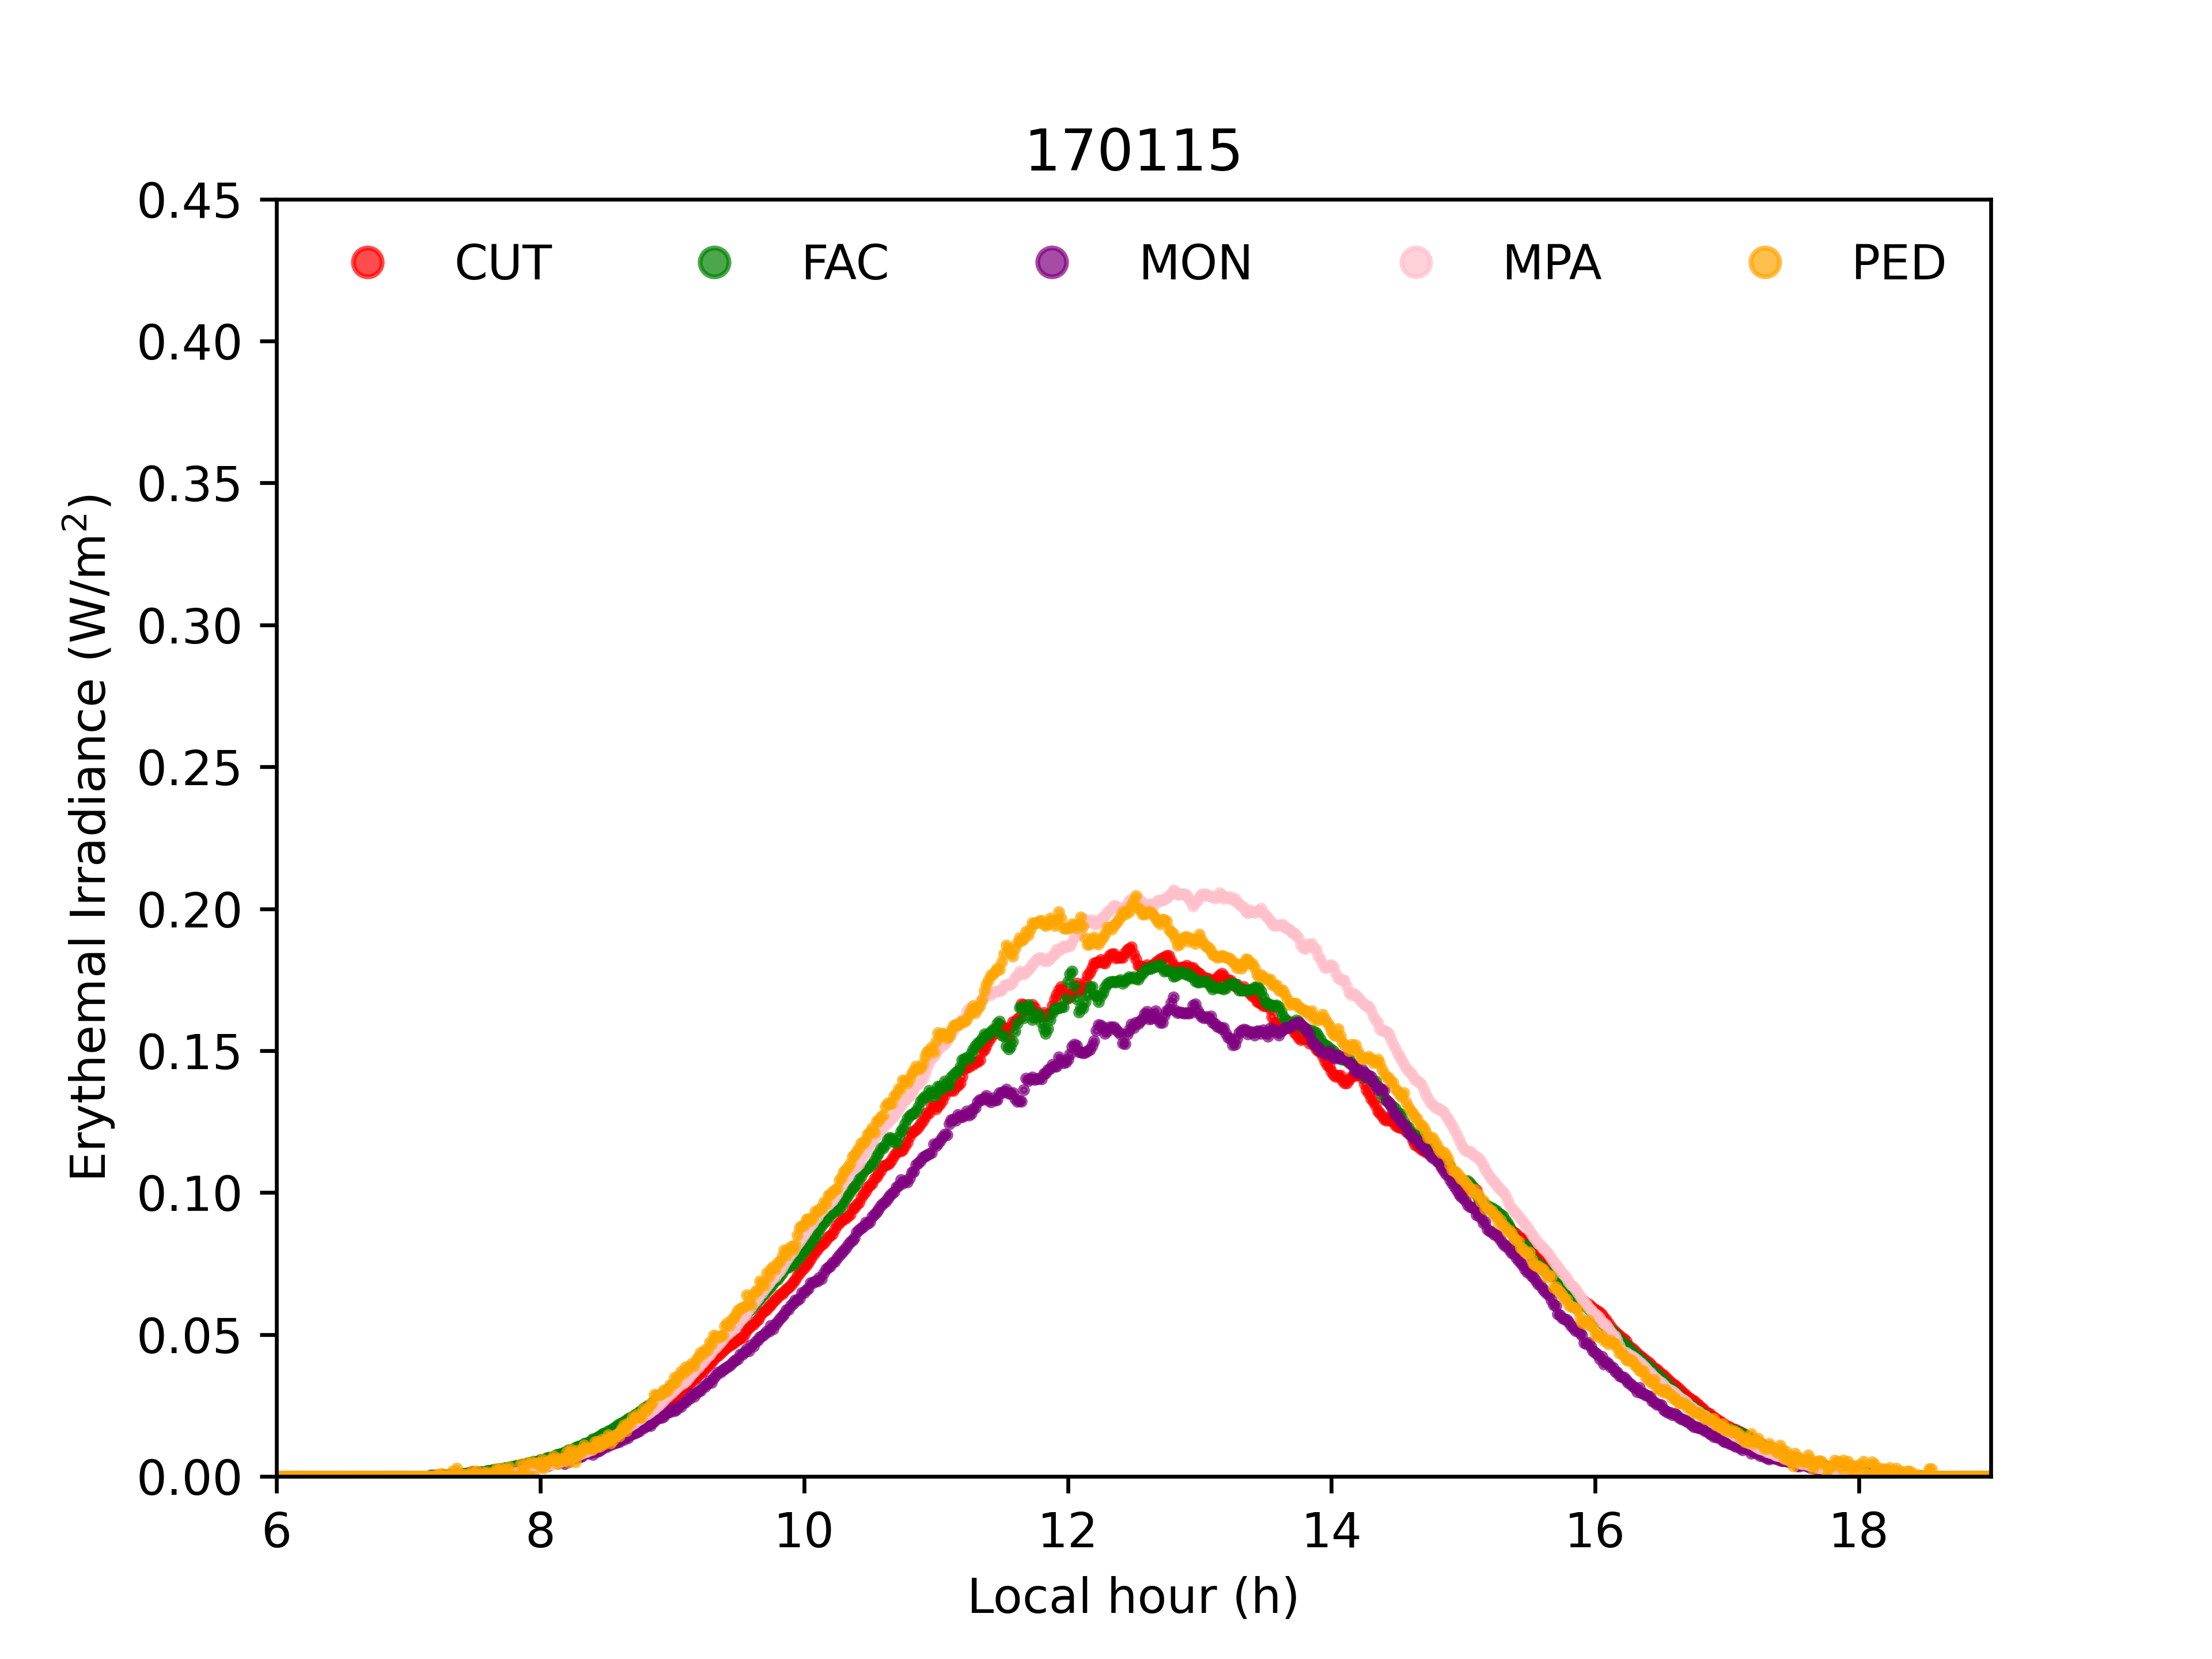 170115
CUT FAC MON MPA PED
0.45
0.40
0.35
0.30
0.25
0.20
0.15
0.10
0.05
0.00
Erythemal Irradiance (W/m²)
6 8 10 12 14 16 18
Local hour (h)